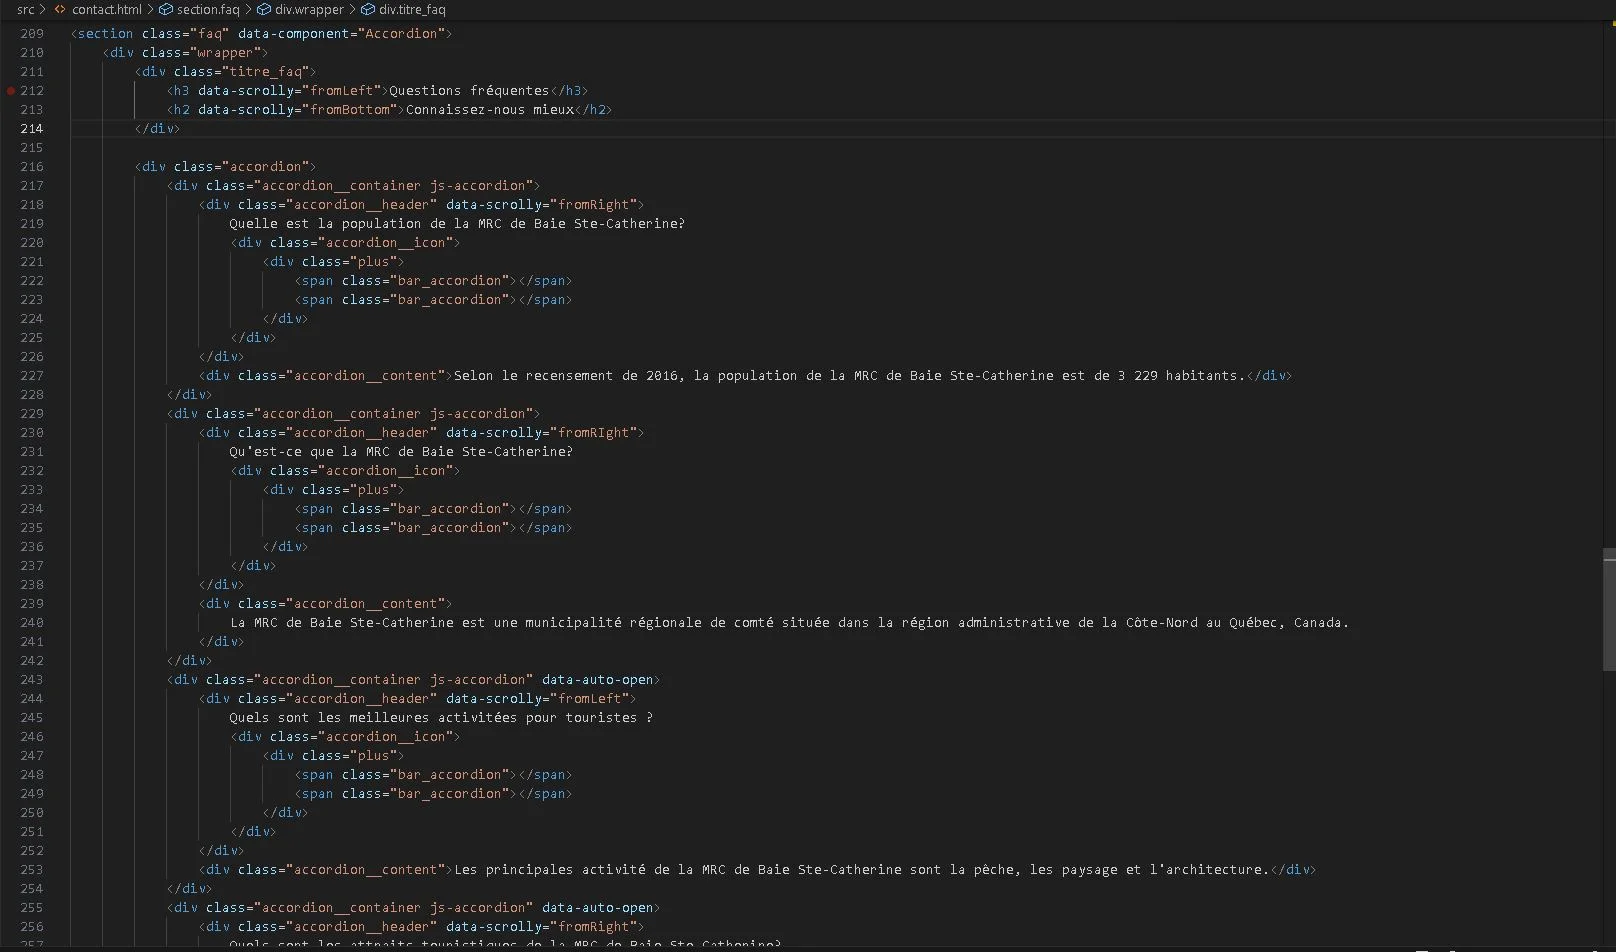 src > <> contact.html > section.faq > div.wrapper > div.titre_faq
209 <section class="faq" data-component="Accordion">
210 <div class="wrapper">
211 <div class="titre_faq">
212 <h3 data-scrolly="fromLeft">Questions fréquentes</h3>
213 <h2 data-scrolly="fromBottom">Connaissez-nous mieux</h2>
214 </div>
215
216 <div class="accordion">
217 <div class="accordion__container js-accordion">
218 <div class="accordion__header" data-scrolly="fromRight">
219 Quelle est la population de la MRC de Baie Ste-Catherine?
220 <div class="accordion__icon">
221 <div class="plus">
222 <span class="bar_accordion"></span>
223 <span class="bar_accordion"></span>
224 </div>
225 </div>
226 </div>
227 <div class="accordion__content">Selon le recensement de 2016, la population de la MRC de Baie Ste-Catherine est de 3 229 habitants.</div>
228 </div>
229 <div class="accordion__container js-accordion">
230 <div class="accordion__header" data-scrolly="fromRIght">
231 Qu'est-ce que la MRC de Baie Ste-Catherine?
232 <div class="accordion__icon">
233 <div class="plus">
234 <span class="bar_accordion"></span>
235 <span class="bar_accordion"></span>
236 </div>
237 </div>
238 </div>
239 <div class="accordion__content">
240 La MRC de Baie Ste-Catherine est une municipalité régionale de comté située dans la région administrative de la Côte-Nord au Québec, Canada.
241 </div>
242 </div>
243 <div class="accordion__container js-accordion" data-auto-open>
244 <div class="accordion__header" data-scrolly="fromLeft">
245 Quels sont les meilleures activitées pour touristes ?
246 <div class="accordion__icon">
247 <div class="plus">
248 <span class="bar_accordion"></span>
249 <span class="bar_accordion"></span>
250 </div>
251 </div>
252 </div>
253 <div class="accordion__content">Les principales activité de la MRC de Baie Ste-Catherine sont la pêche, les paysage et l'architecture.</div>
254 </div>
255 <div class="accordion__container js-accordion" data-auto-open>
256 <div class="accordion__header" data-scrolly="fromRight">
257 Quels sont les attraits touristiques de la MRC de Baie Ste-Catherine?